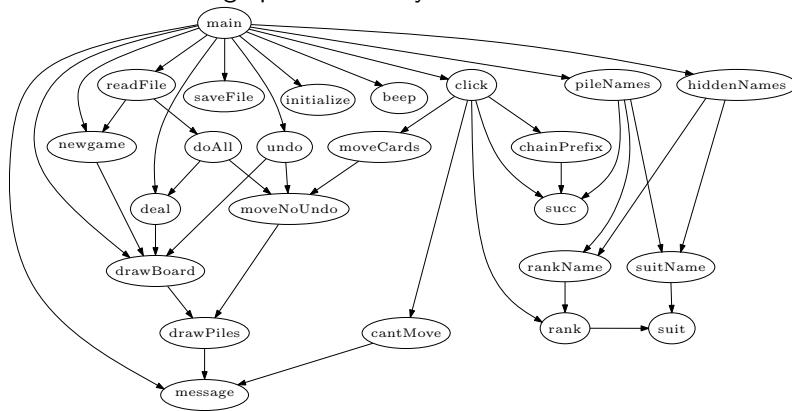 main
readFile
saveFile
initialize
beep
click
pileNames
hiddenNames
newgame
doAll
undo
moveCards
chainPrefix
deal
moveNoUndo
succ
drawBoard
rankName
suitName
drawPiles
cantMove
rank
suit
message